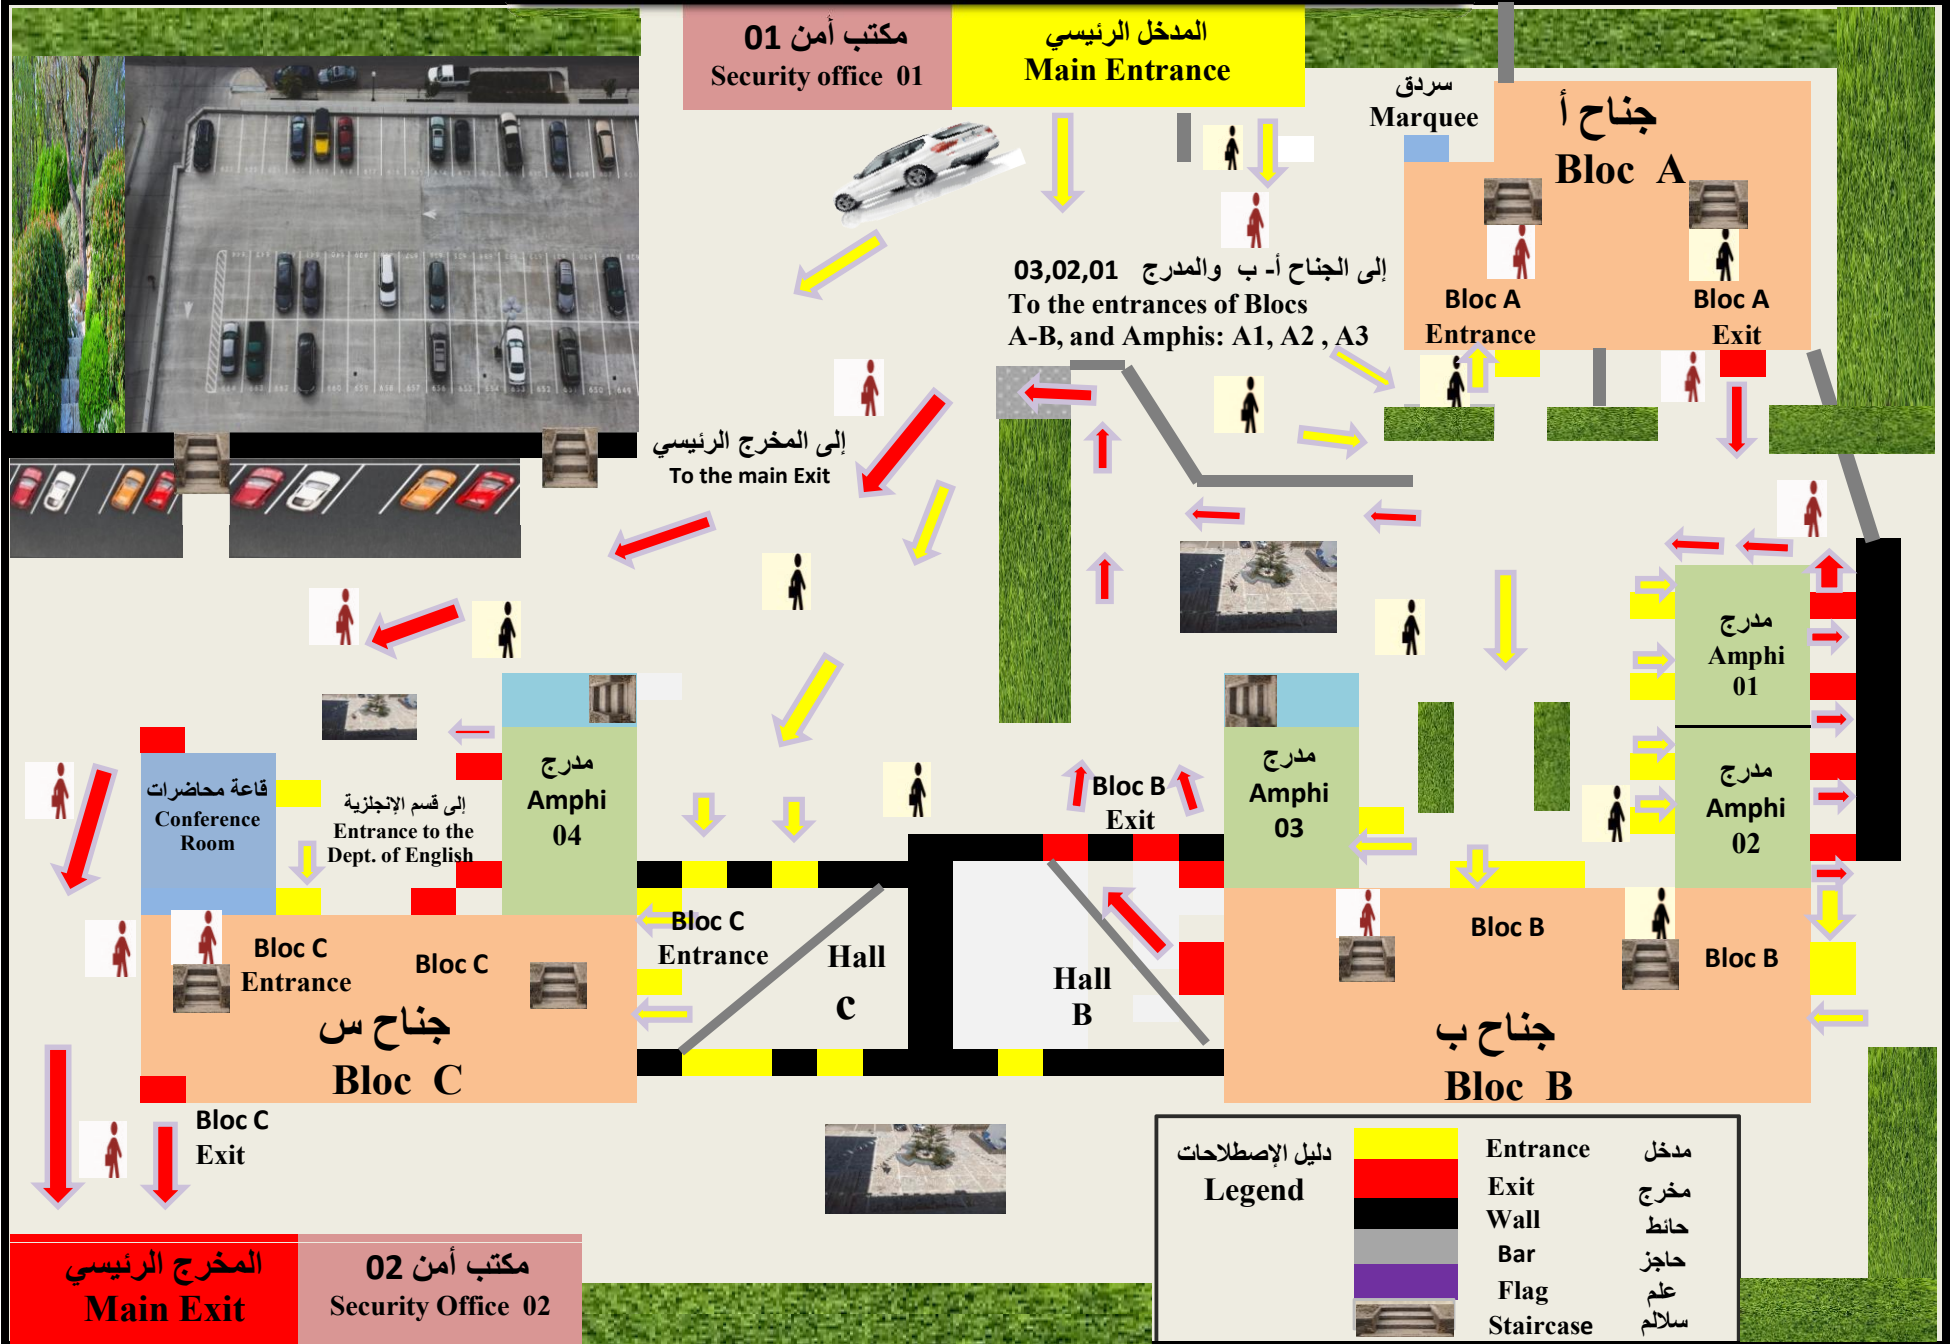 مكتب أمن 01
Security office 01
المدخل الرئيسي
Main Entrance
سردق
Marquee
جناح أ
Bloc A
Bloc A
Entrance
Bloc A
Exit
إلى الجناح أ- ب والمدرج 03,02,01
To the entrances of Blocs
A-B, and Amphis: A1, A2 , A3
إلى المخرج الرئيسي
To the main Exit
مدرج
Amphi
01
مدرج
Amphi
02
مدرج
Amphi
03
مدرج
Amphi
04
قاعة محاضرات
Conference
Room
إلى قسم الإنجلزية
Entrance to the
Dept. of English
Bloc B
Exit
Bloc C
Entrance
Bloc C
Bloc C
Entrance
Hall
c
Hall
B
Bloc B
Bloc B
جناح س
Bloc C
جناح ب
Bloc B
Bloc C
Exit
دليل الإصطلاحات
Legend
Entrance مدخل
Exit مخرج
Wall حائط
Bar حاجز
Flag علم
Staircase سلالم
المخرج الرئيسي
Main Exit
مكتب أمن 02
Security Office 02